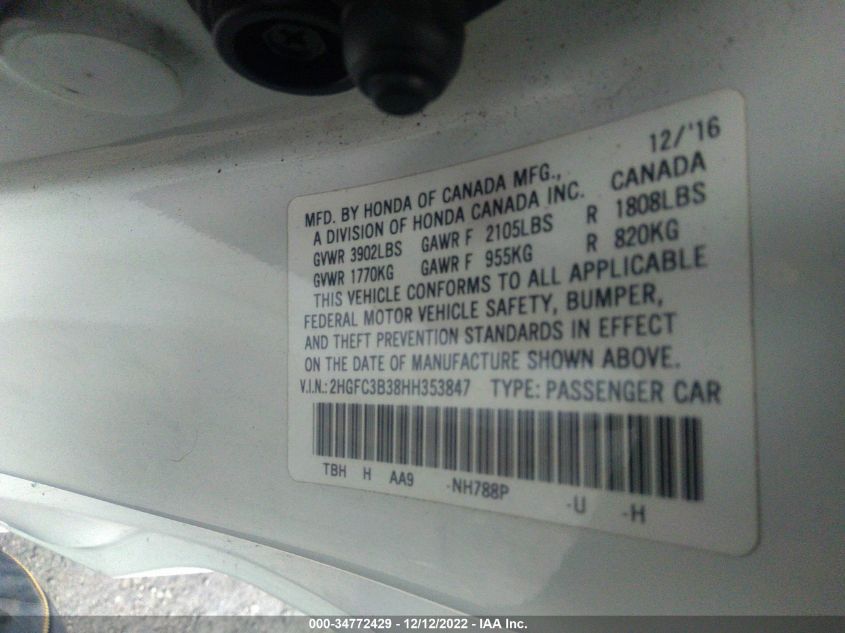 12/'16
MFD. BY HONDA OF CANADA MFG.,
A DIVISION OF HONDA CANADA INC. CANADA
GVWR 3902LBS GAWR F 2105LBS R 1808LBS
GVWR 1770KG GAWR F 955KG R 820KG
THIS VEHICLE CONFORMS TO ALL APPLICABLE
FEDERAL MOTOR VEHICLE SAFETY, BUMPER,
AND THEFT PREVENTION STANDARDS IN EFFECT
ON THE DATE OF MANUFACTURE SHOWN ABOVE.
V.I.N.: 2HGFC3B38HH353847 TYPE: PASSENGER CAR
TBH H AA9 -NH788P -U -H
000-34772429 - 12/12/2022 - IAA Inc.